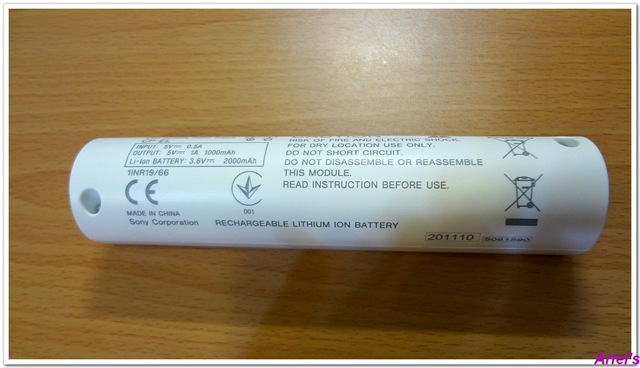 INPUT: 5V⎓ 0.5A
OUTPUT: 5V⎓ 1A 1000mAh
Li-Ion BATTERY: 3.6V⎓ 2000mAh
1INR19/66
CE
MADE IN CHINA
Sony Corporation
001
RECHARGEABLE LITHIUM ION BATTERY
RISK OF FIRE AND ELECTRIC SHOCK.
FOR DRY LOCATION USE ONLY.
DO NOT SHORT CIRCUIT.
DO NOT DISASSEMBLE OR REASSEMBLE
THIS MODULE.
READ INSTRUCTION BEFORE USE.
201110
Arrel's